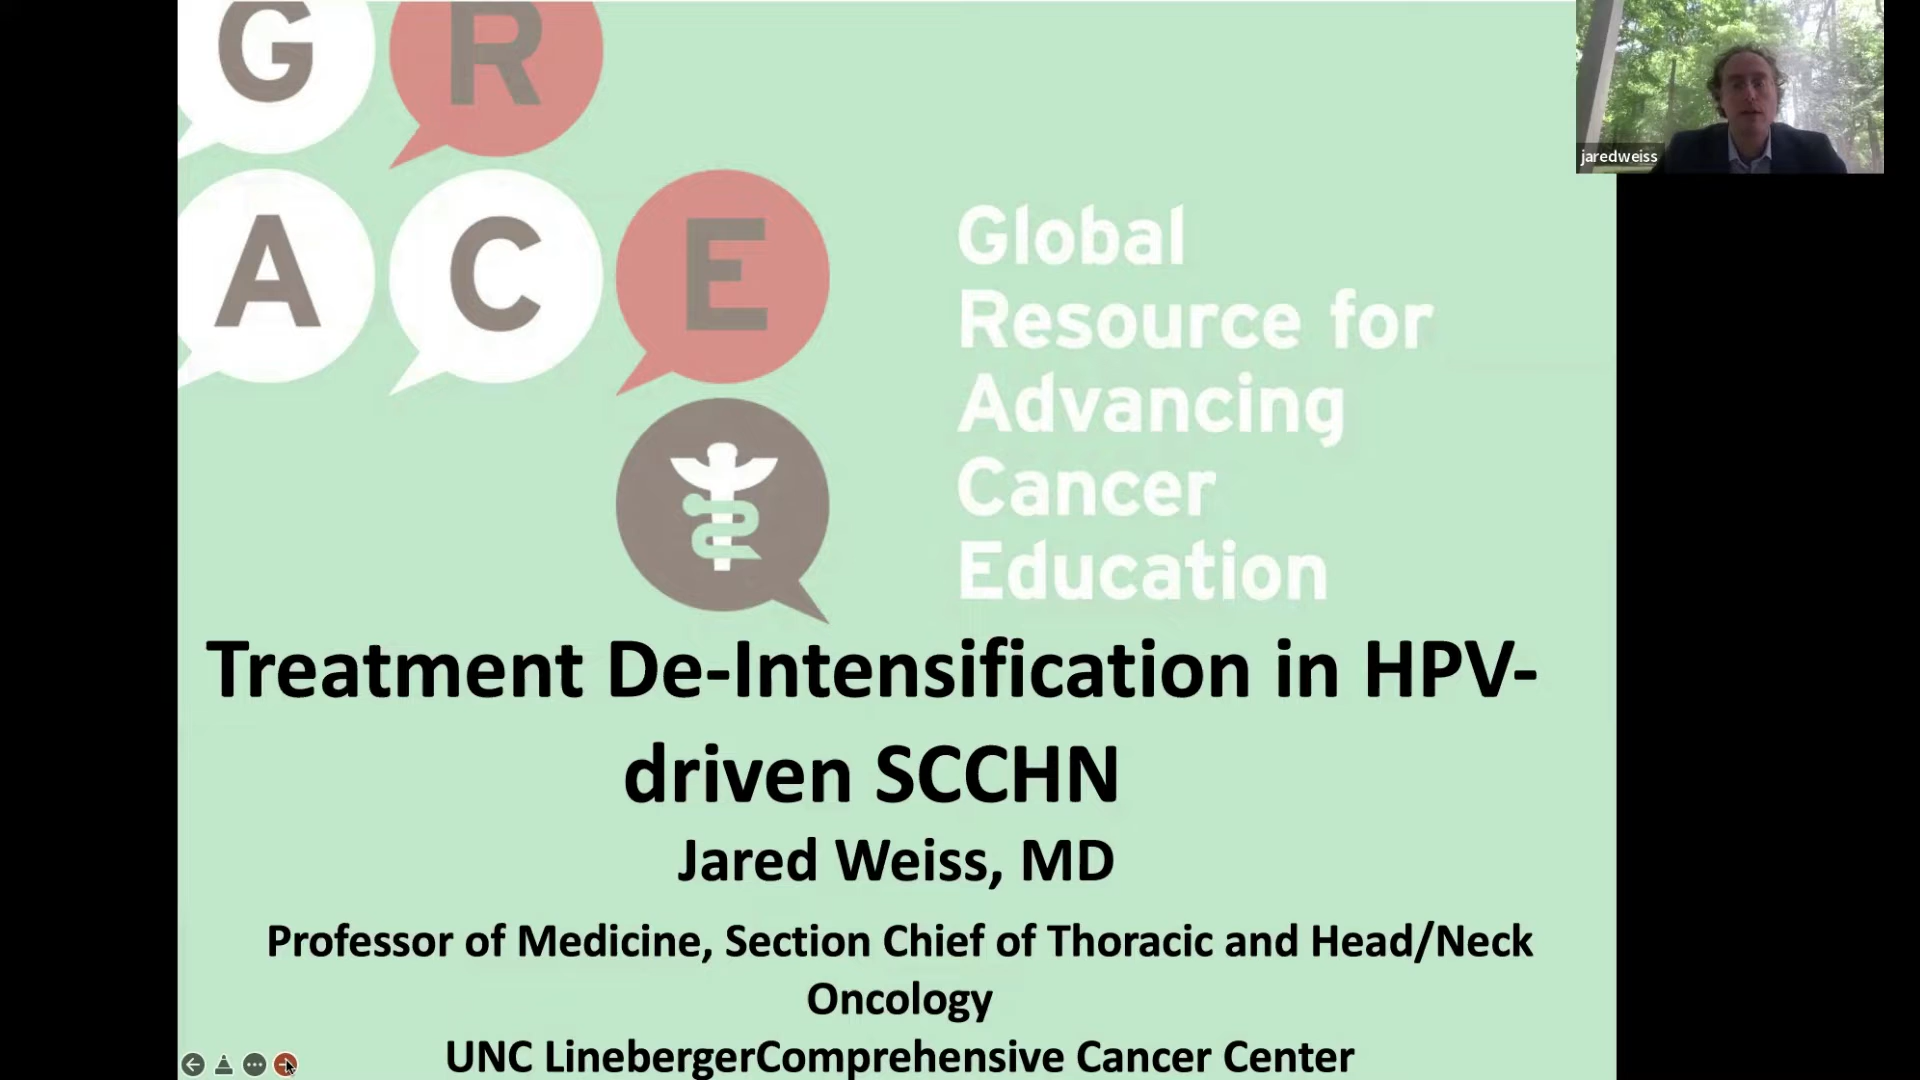 G R
A C E
Global
Resource for
Advancing
Cancer
Education
Treatment De-Intensification in HPV-
driven SCCHN
Jared Weiss, MD
Professor of Medicine, Section Chief of Thoracic and Head/Neck
Oncology
UNC LinebergerComprehensive Cancer Center
jaredweiss